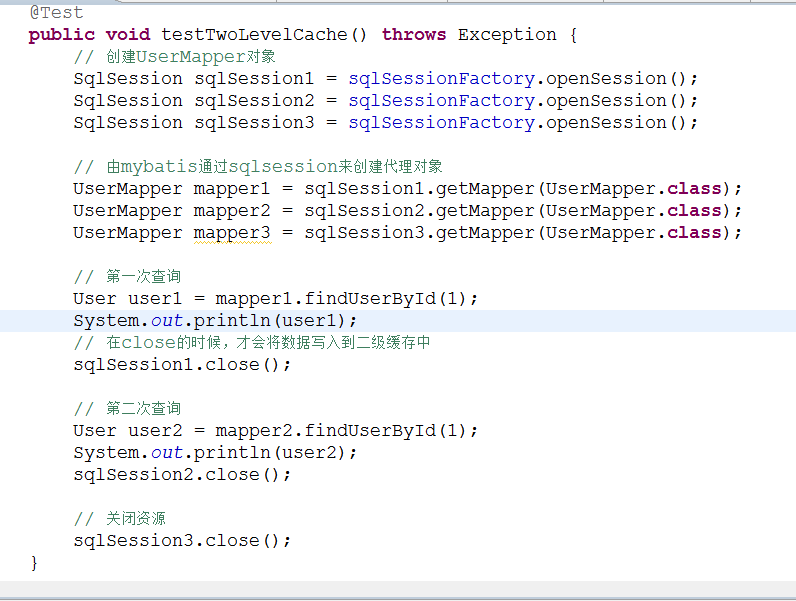 @Test
public void testTwoLevelCache() throws Exception {
// 创建UserMapper对象
SqlSession sqlSession1 = sqlSessionFactory.openSession();
SqlSession sqlSession2 = sqlSessionFactory.openSession();
SqlSession sqlSession3 = sqlSessionFactory.openSession();
// 由mybatis通过sqlsession来创建代理对象
UserMapper mapper1 = sqlSession1.getMapper(UserMapper.class);
UserMapper mapper2 = sqlSession2.getMapper(UserMapper.class);
UserMapper mapper3 = sqlSession3.getMapper(UserMapper.class);
// 第一次查询
User user1 = mapper1.findUserById(1);
System.out.println(user1);
// 在close的时候，才会将数据写入到二级缓存中
sqlSession1.close();
// 第二次查询
User user2 = mapper2.findUserById(1);
System.out.println(user2);
sqlSession2.close();
// 关闭资源
sqlSession3.close();
}